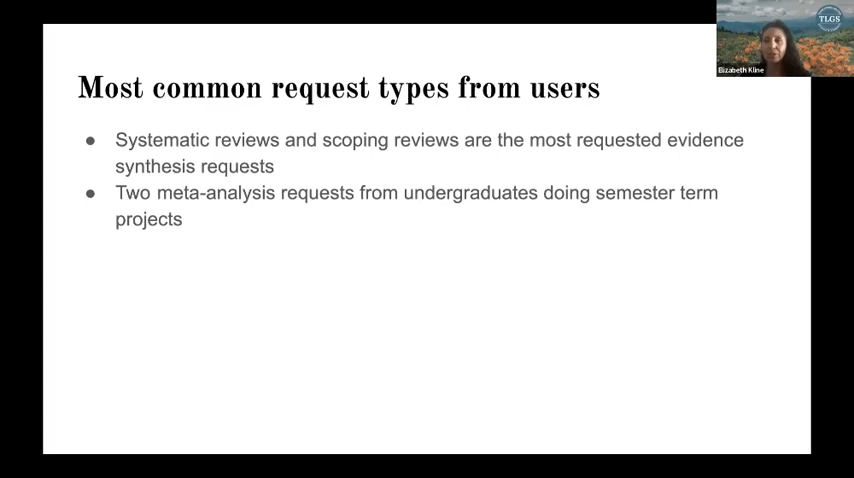 Most common request types from users
● Systematic reviews and scoping reviews are the most requested evidence
synthesis requests
● Two meta-analysis requests from undergraduates doing semester term
projects
TLGS
Elizabeth Kline